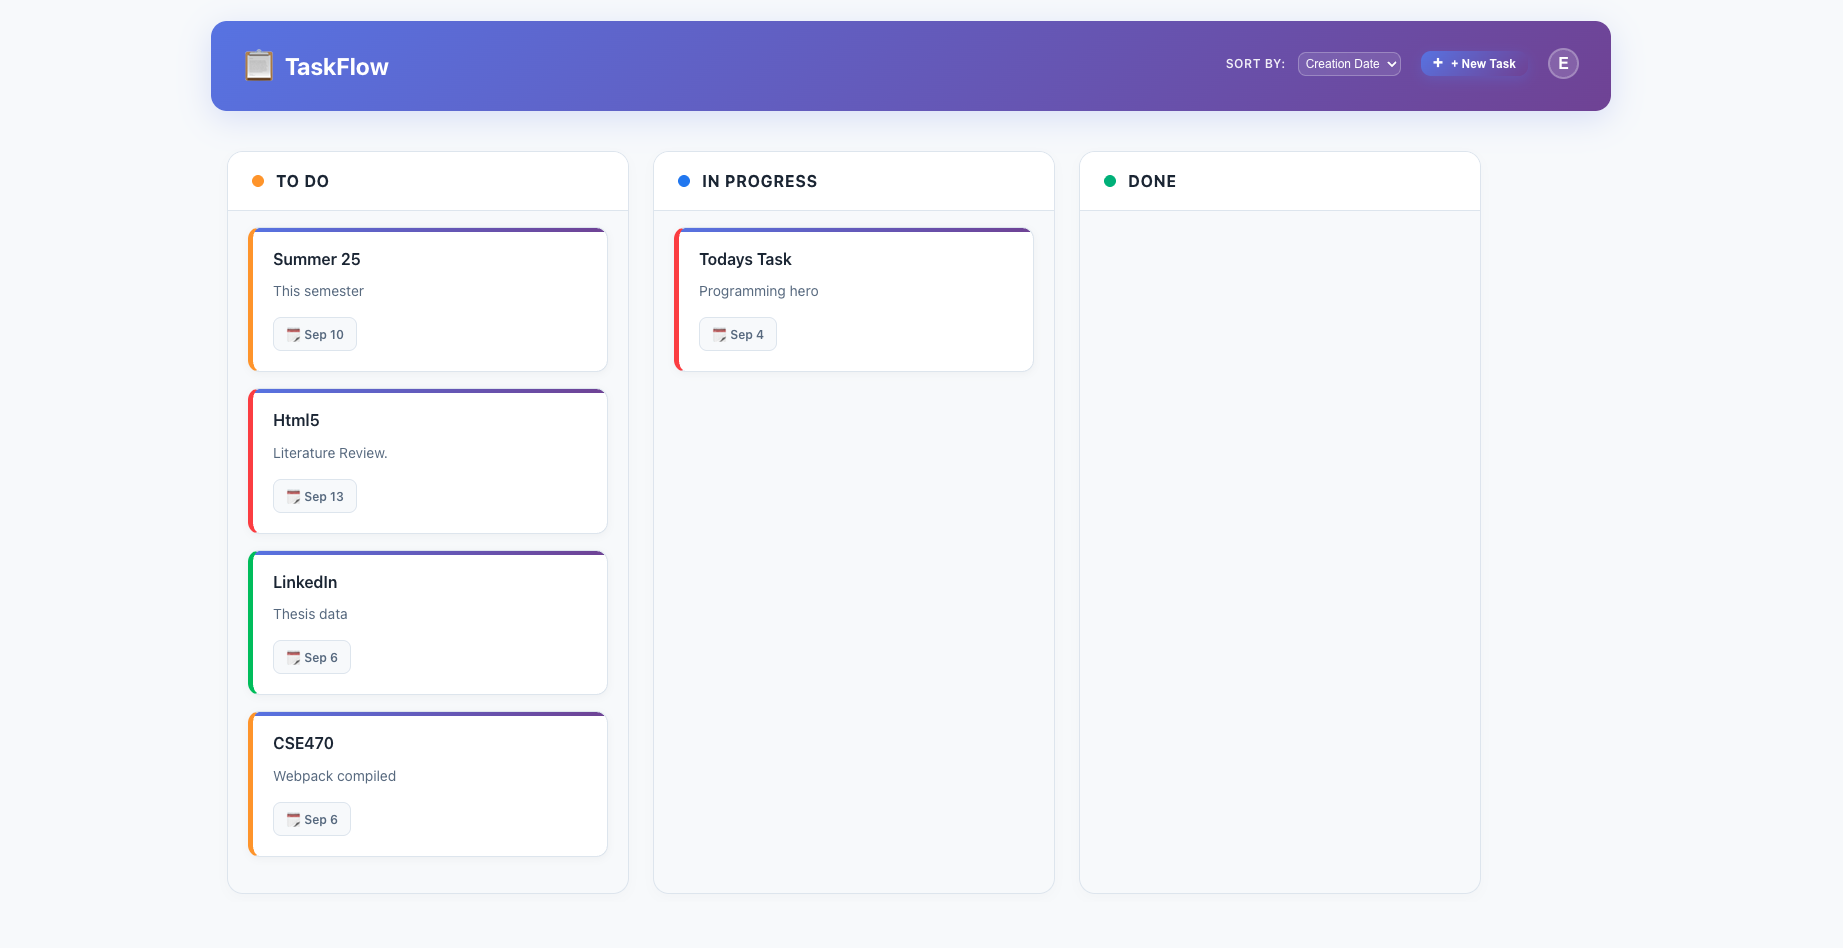 TaskFlow
SORT BY:
Creation Date
+ + New Task
E
TO DO
Summer 25
This semester
Sep 10
Html5
Literature Review.
Sep 13
LinkedIn
Thesis data
Sep 6
CSE470
Webpack compiled
Sep 6
IN PROGRESS
Todays Task
Programming hero
Sep 4
DONE